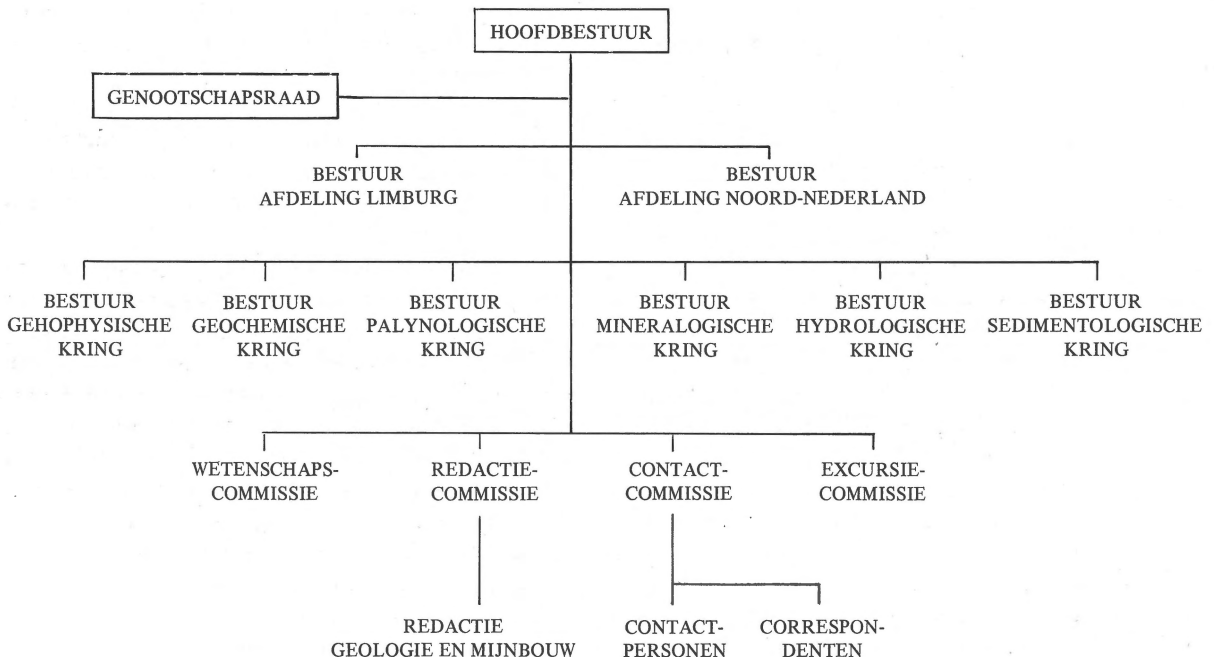 HOOFDBESTUUR
GENOOTSCHAPSRAAD
BESTUUR
AFDELING LIMBURG
BESTUUR
AFDELING NOORD-NEDERLAND
BESTUUR
GEHOPHYSISCHE
KRING
BESTUUR
GEOCHEMISCHE
KRING
BESTUUR
PALYNOLOGISCHE
KRING
BESTUUR
MINERALOGISCHE
KRING
BESTUUR
HYDROLOGISCHE
KRING
BESTUUR
SEDIMENTOLOGISCHE
KRING
WETENSCHAPS-
COMMISSIE
REDACTIE-
COMMISSIE
CONTACT-
COMMISSIE
EXCURSIE-
COMMISSIE
REDACTIE
GEOLOGIE EN MIJNBOUW
CONTACT-
PERSONEN
CORRESPON-
DENTEN